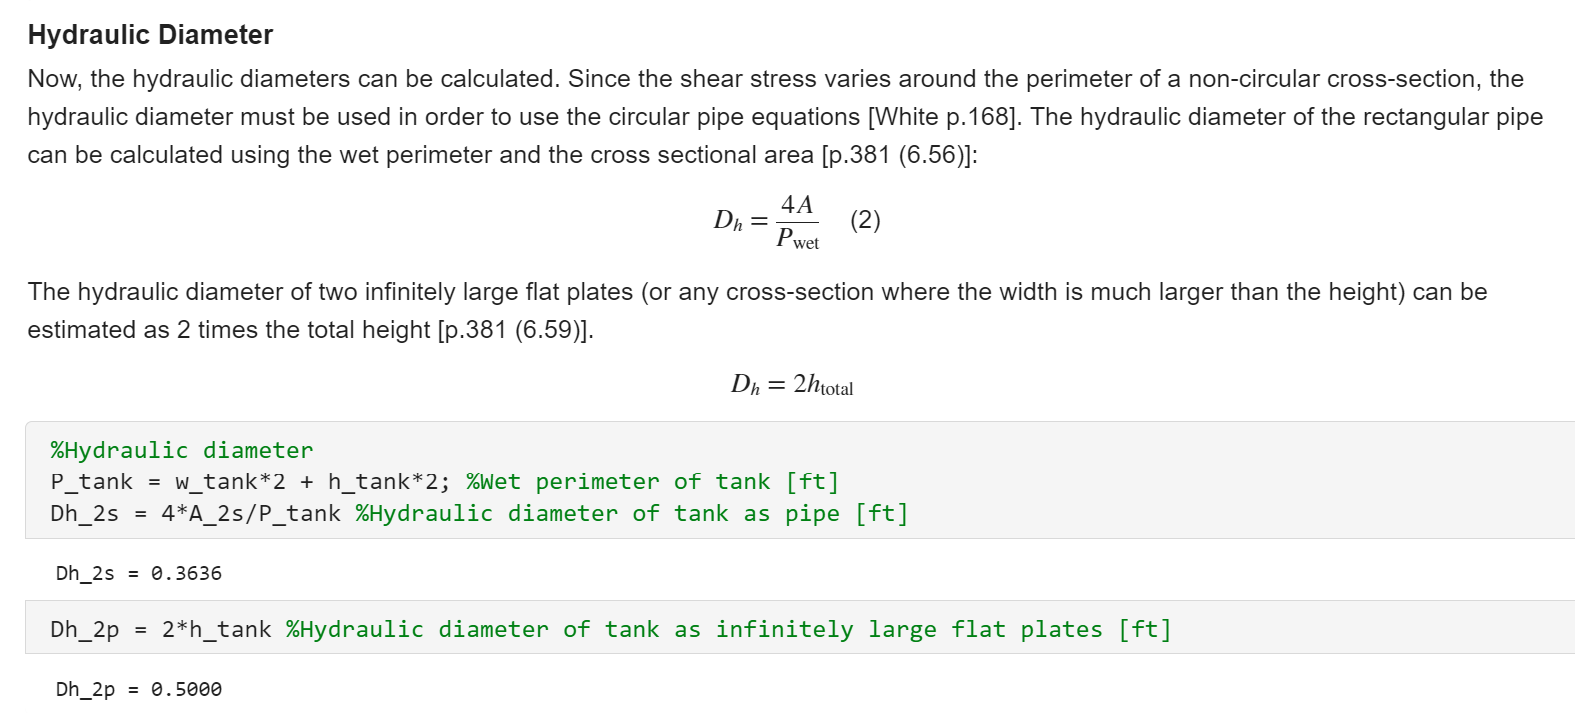 Hydraulic Diameter
Now, the hydraulic diameters can be calculated. Since the shear stress varies around the perimeter of a non-circular cross-section, the
hydraulic diameter must be used in order to use the circular pipe equations [White p.168]. The hydraulic diameter of the rectangular pipe
can be calculated using the wet perimeter and the cross sectional area [p.381 (6.56)]:
D_h = 4A / P_wet (2)
The hydraulic diameter of two infinitely large flat plates (or any cross-section where the width is much larger than the height) can be
estimated as 2 times the total height [p.381 (6.59)].
D_h = 2h_total
%Hydraulic diameter
P_tank = w_tank*2 + h_tank*2; %Wet perimeter of tank [ft]
Dh_2s = 4*A_2s/P_tank %Hydraulic diameter of tank as pipe [ft]
Dh_2s = 0.3636
Dh_2p = 2*h_tank %Hydraulic diameter of tank as infinitely large flat plates [ft]
Dh_2p = 0.5000